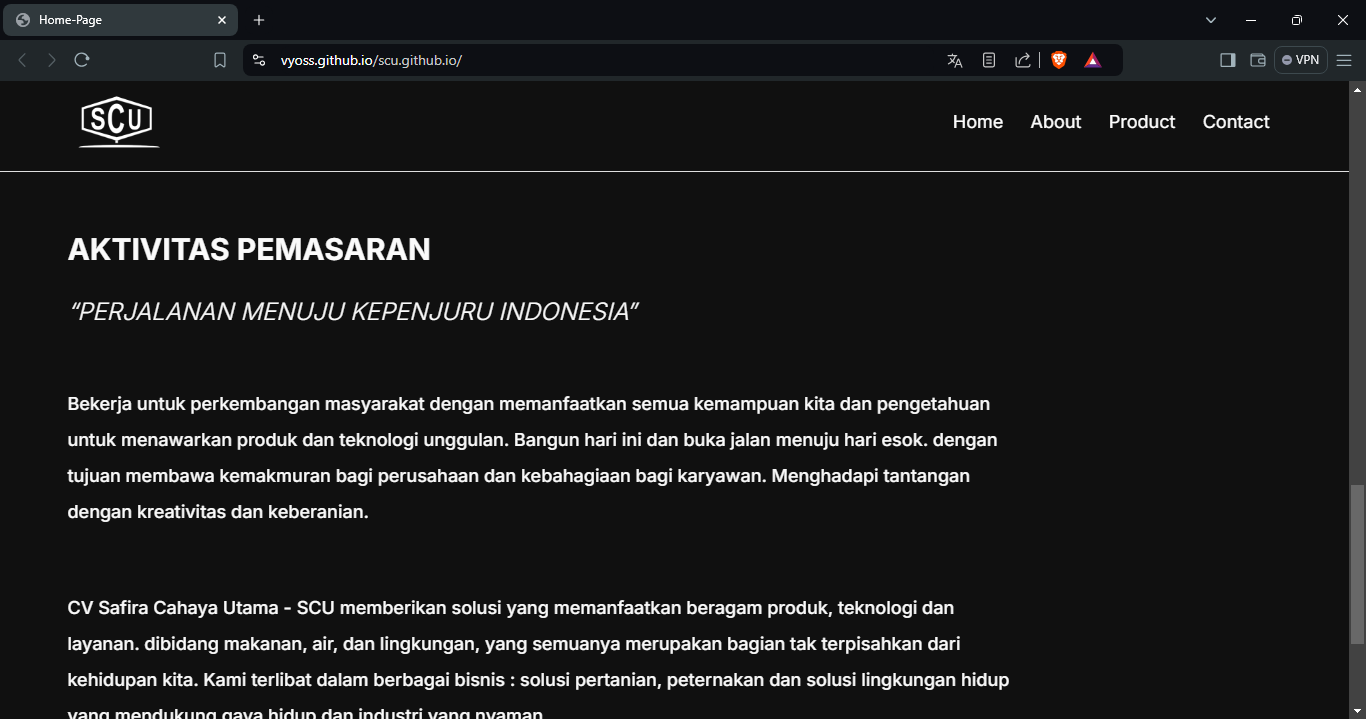 Home-Page
vyoss.github.io/scu.github.io/
VPN
SCU
Home About Product Contact
AKTIVITAS PEMASARAN
“PERJALANAN MENUJU KEPENJURU INDONESIA”
Bekerja untuk perkembangan masyarakat dengan memanfaatkan semua kemampuan kita dan pengetahuan
untuk menawarkan produk dan teknologi unggulan. Bangun hari ini dan buka jalan menuju hari esok. dengan
tujuan membawa kemakmuran bagi perusahaan dan kebahagiaan bagi karyawan. Menghadapi tantangan
dengan kreativitas dan keberanian.
CV Safira Cahaya Utama - SCU memberikan solusi yang memanfaatkan beragam produk, teknologi dan
layanan. dibidang makanan, air, dan lingkungan, yang semuanya merupakan bagian tak terpisahkan dari
kehidupan kita. Kami terlibat dalam berbagai bisnis : solusi pertanian, peternakan dan solusi lingkungan hidup
yang mendukung gaya hidup dan industri yang nyaman.